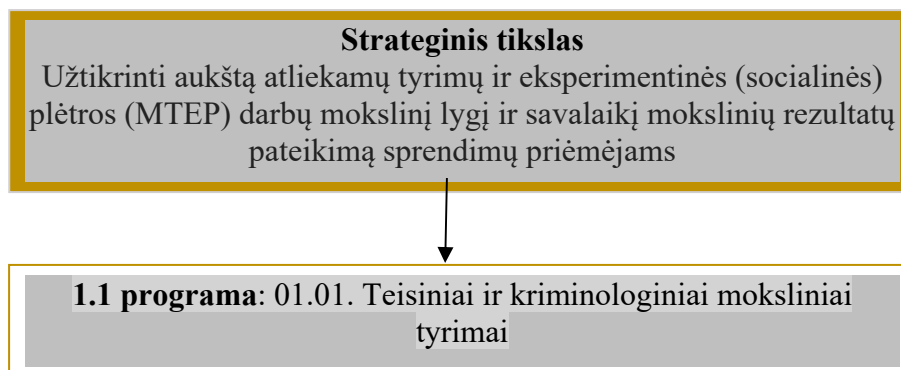 Strateginis tikslas
Užtikrinti aukštą atliekamų tyrimų ir eksperimentinės (socialinės)
plėtros (MTEP) darbų mokslinį lygį ir savalaikį mokslinių rezultatų
pateikimą sprendimų priėmėjams
1.1 programa: 01.01. Teisiniai ir kriminologiniai moksliniai
tyrimai